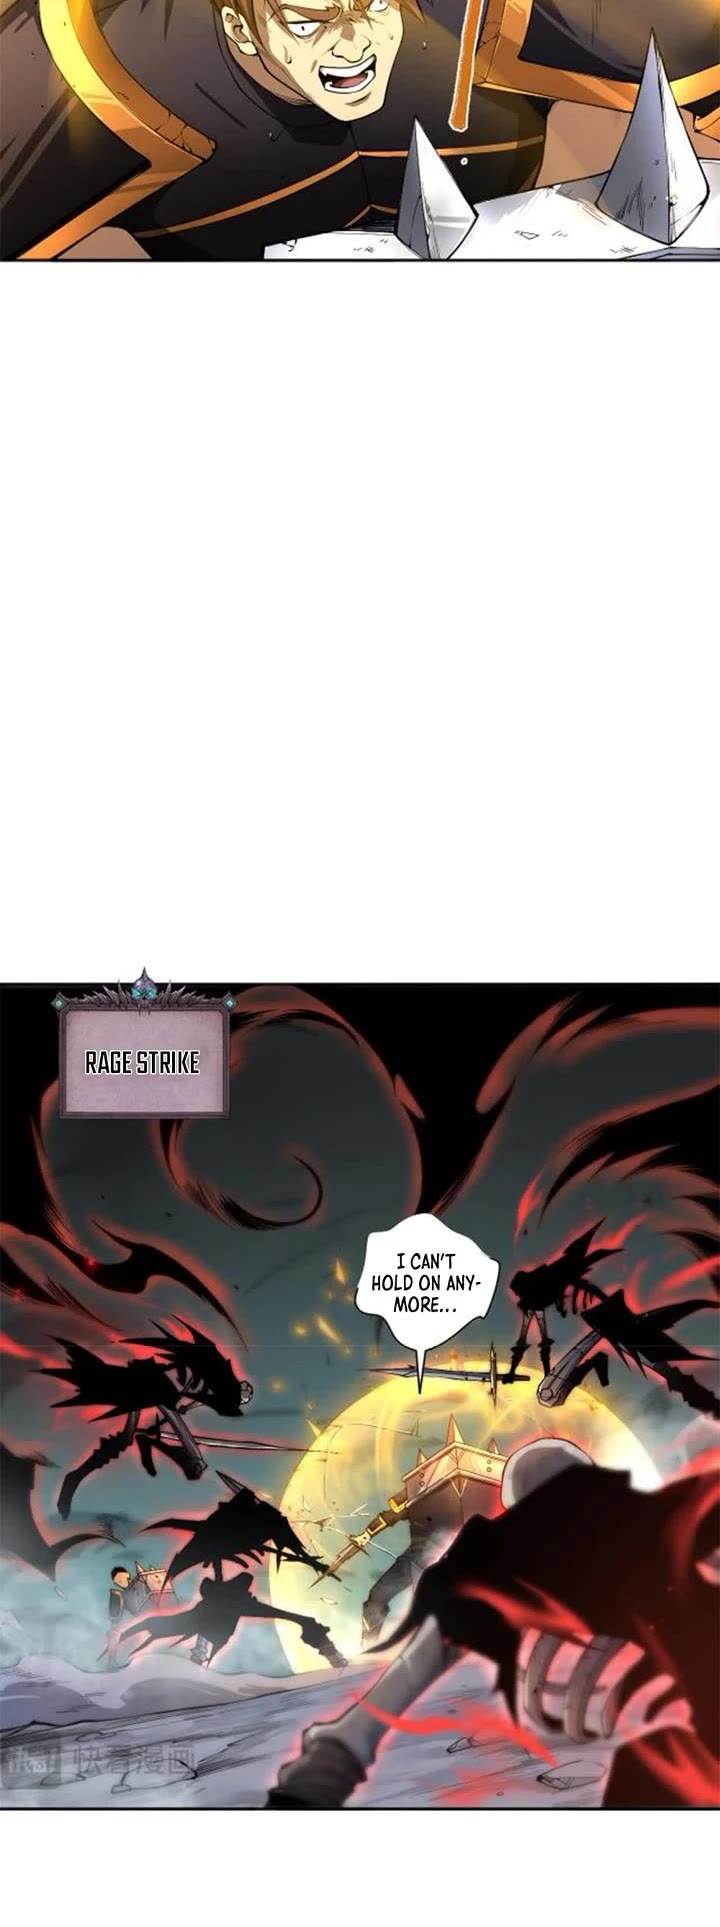 RAGE STRIKE
I CAN'T
HOLD ON ANY-
MORE...
快看漫画